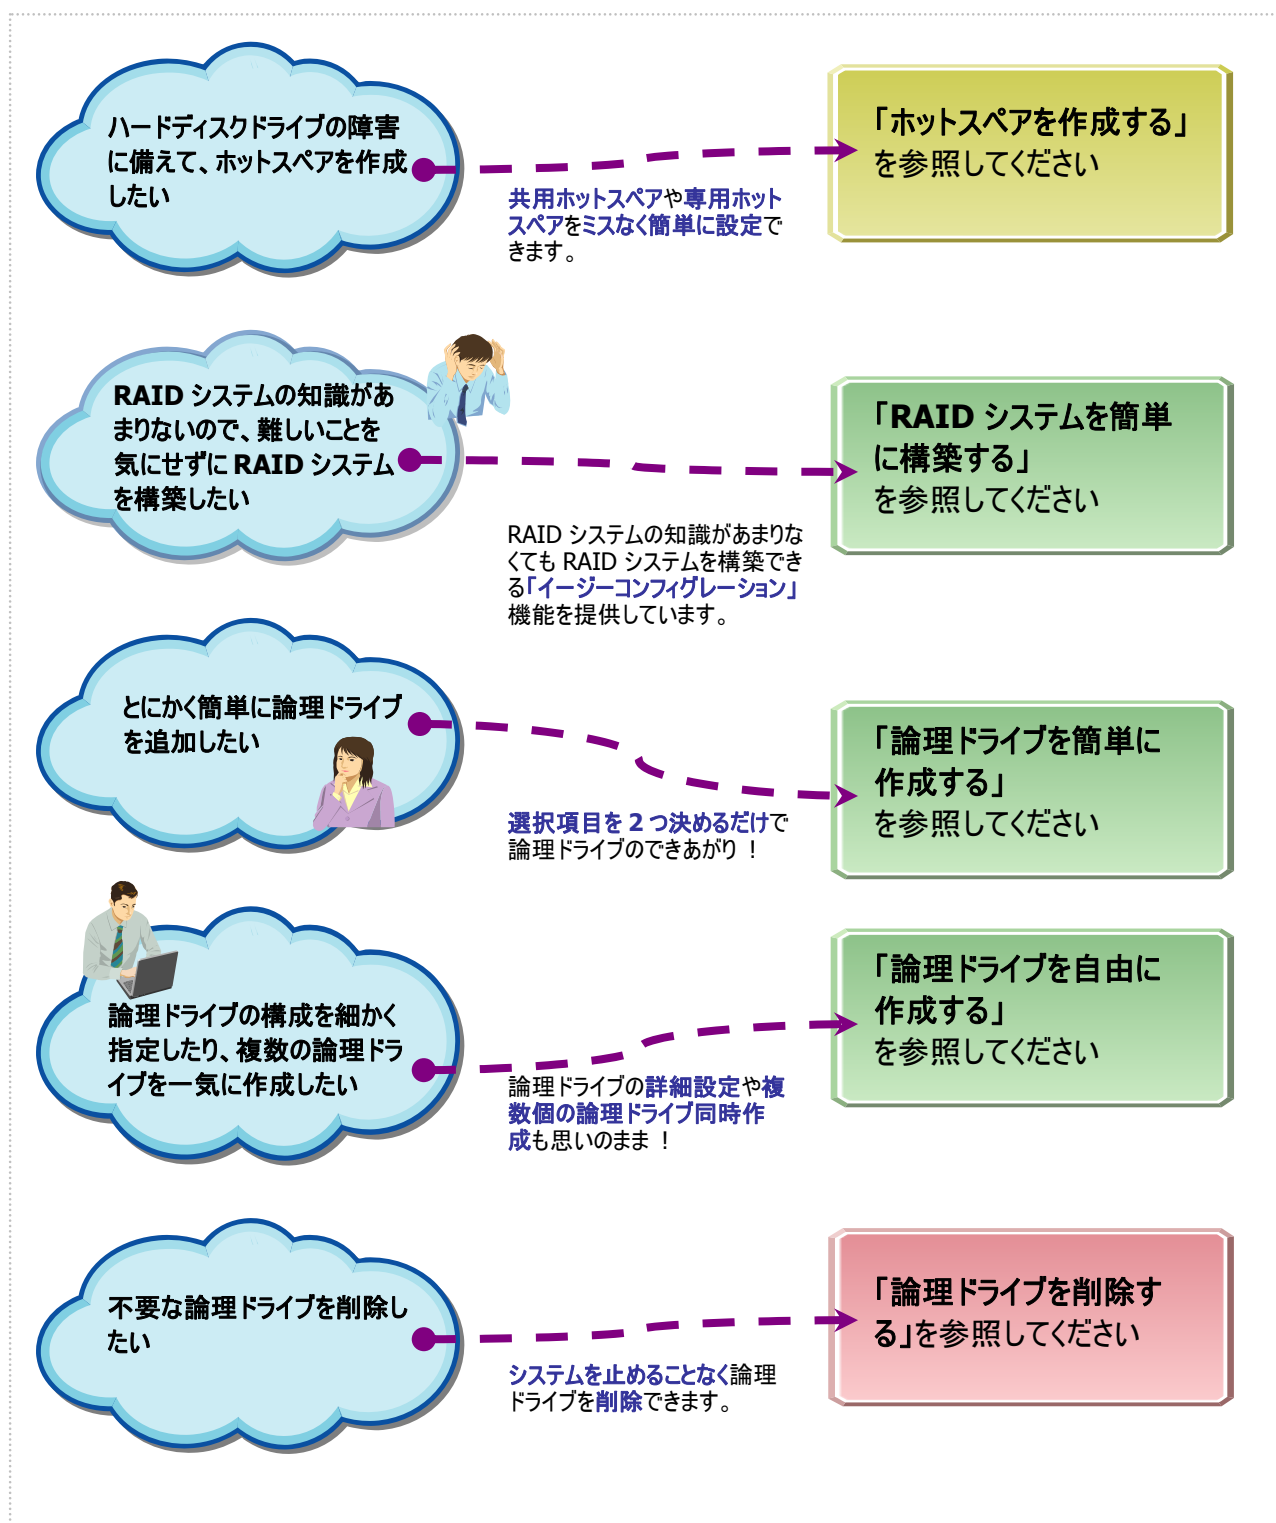 ハードディスクドライブの障害
に備えて、ホットスペアを作成
したい
「ホットスペアを作成する」
を参照してください
共用ホットスペアや専用ホット
スペアをミスなく簡単に設定で
きます。
RAID システムの知識があ
まりないので、難しいことを
気にせずに RAID システム
を構築したい
「RAID システムを簡単
に構築する」
を参照してください
RAID システムの知識があまりな
くても RAID システムを構築でき
る「イージーコンフィグレーション」
機能を提供しています。
とにかく簡単に論理ドライブ
を追加したい
「論理ドライブを簡単に
作成する」
を参照してください
選択項目を 2 つ決めるだけで
論理ドライブのできあがり！
論理ドライブの構成を細かく
指定したり、複数の論理ドラ
イブを一気に作成したい
「論理ドライブを自由に
作成する」
を参照してください
論理ドライブの詳細設定や複
数個の論理ドライブ同時作
成も思いのまま！
不要な論理ドライブを削除し
たい
「論理ドライブを削除す
る」を参照してください
システムを止めることなく論理
ドライブを削除できます。